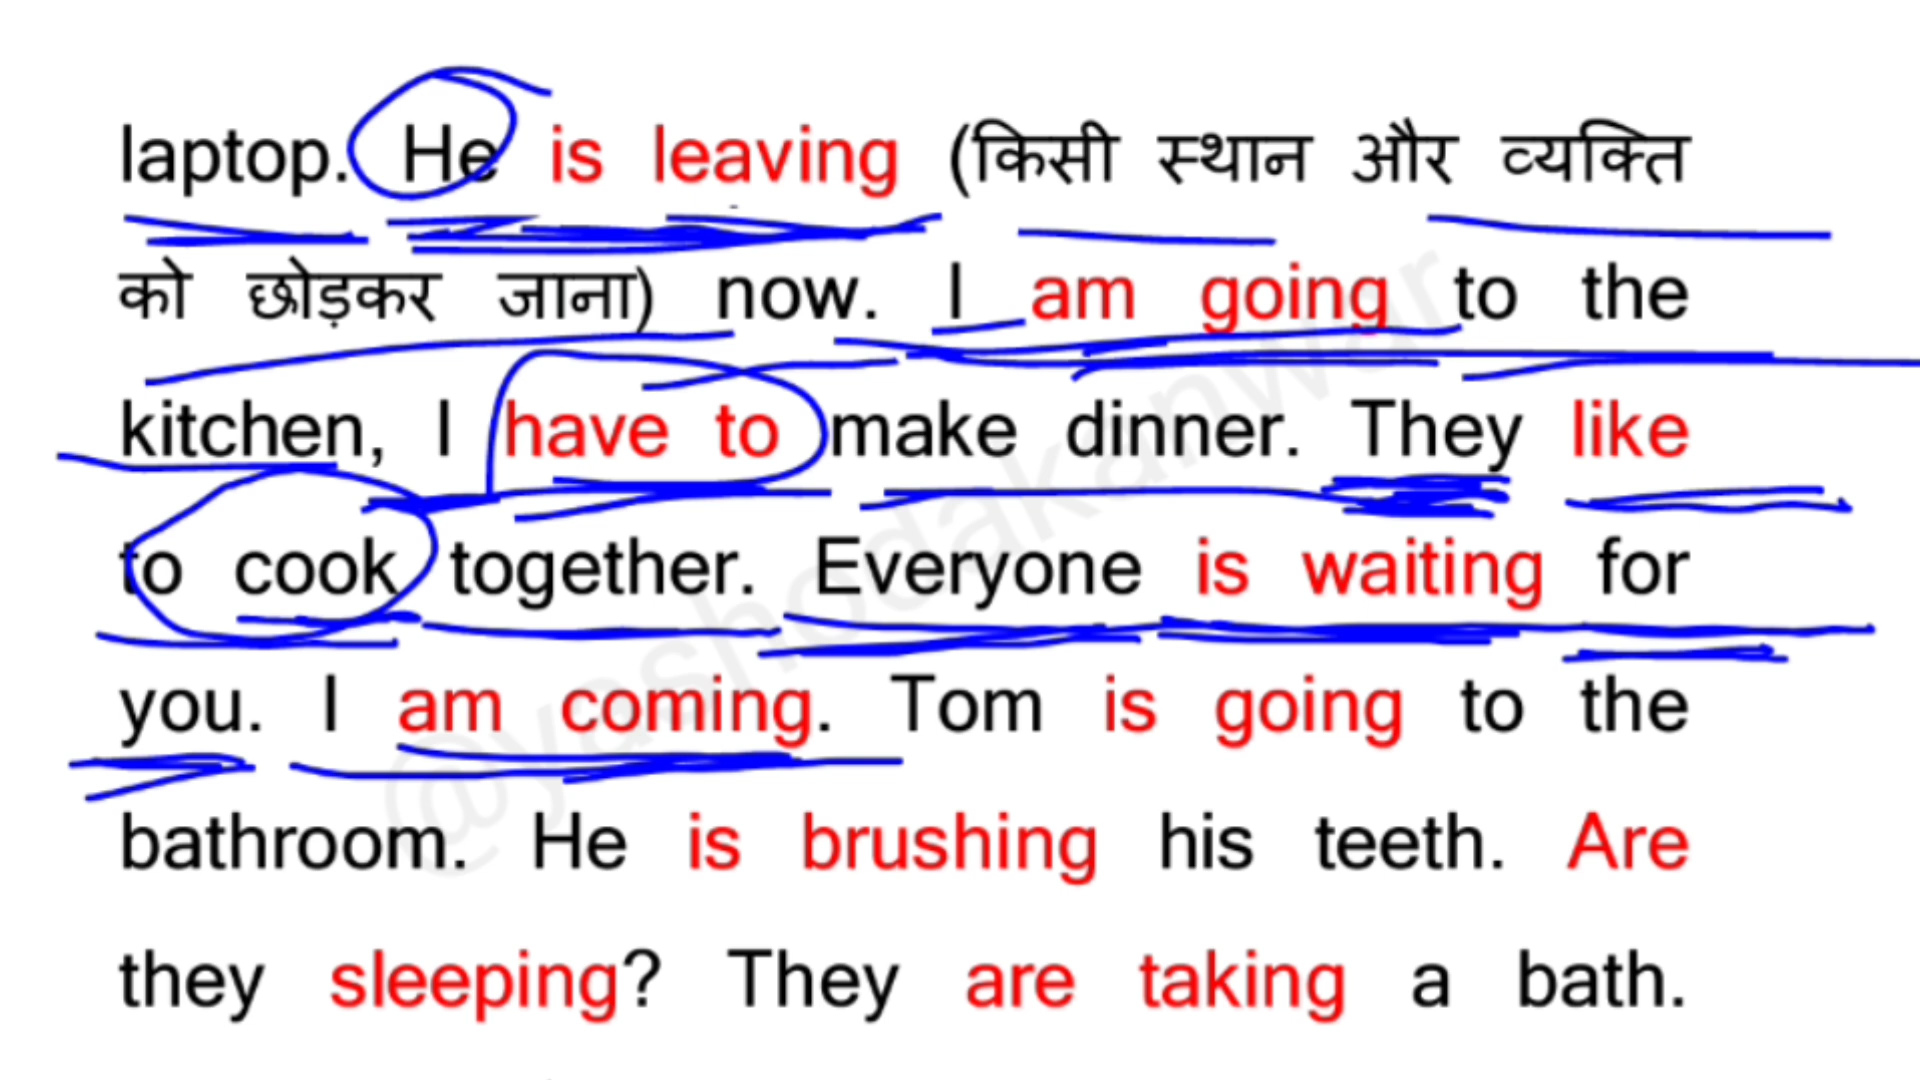 laptop. He is leaving (किसी स्थान और व्यक्ति
को छोड़कर जाना) now. I am going to the
kitchen, I have to make dinner. They like
to cook together. Everyone is waiting for
you. I am coming. Tom is going to the
bathroom. He is brushing his teeth. Are
they sleeping? They are taking a bath.
@yashodakanwar